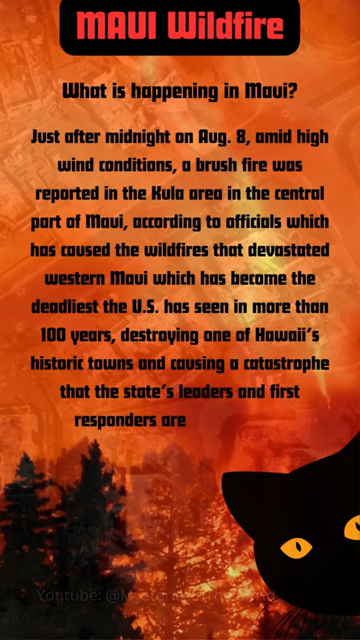 MAUI Wildfire
What is happening in Maui?
Just after midnight on Aug. 8, amid high
wind conditions, a brush fire was
reported in the Kula area in the central
part of Maui, according to officials which
has caused the wildfires that devastated
western Maui which has become the
deadliest the U.S. has seen in more than
100 years, destroying one of Hawaii's
historic towns and causing a catastrophe
that the state's leaders and first
responders are
Youtube: